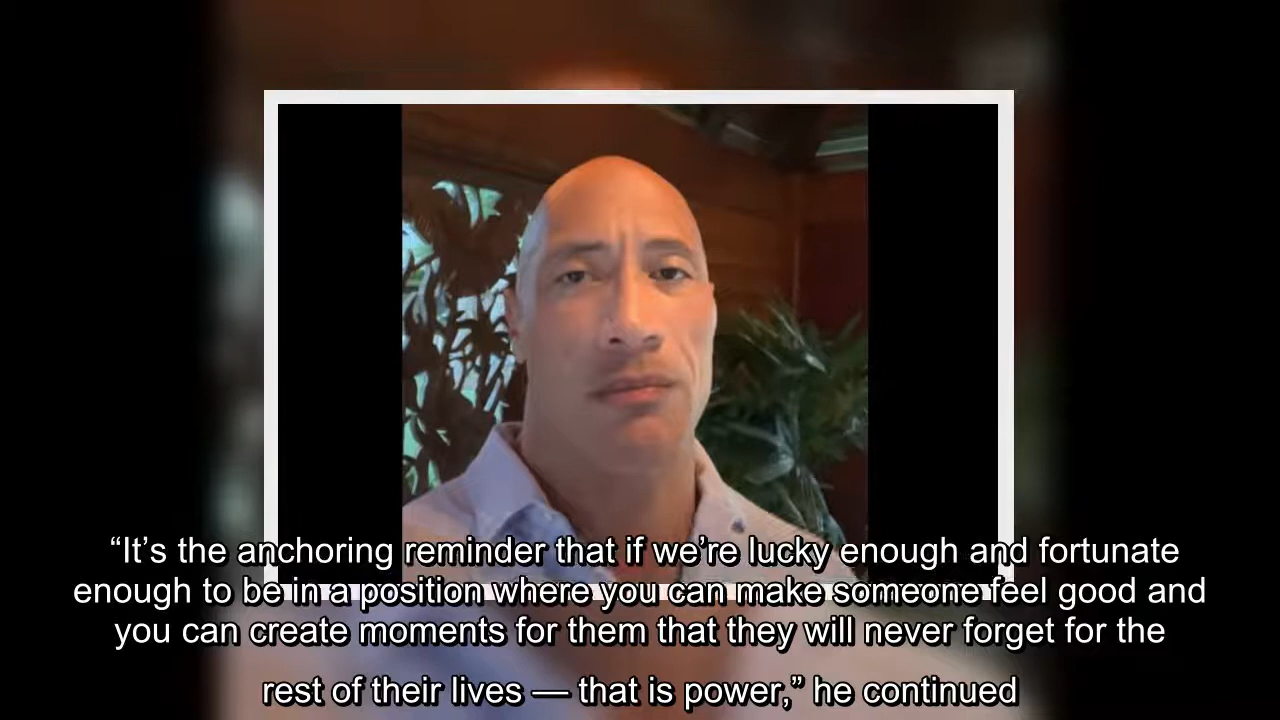 “It’s the anchoring reminder that if we’re lucky enough and fortunate
enough to be in a position where you can make someone feel good and
you can create moments for them that they will never forget for the
rest of their lives — that is power,” he continued